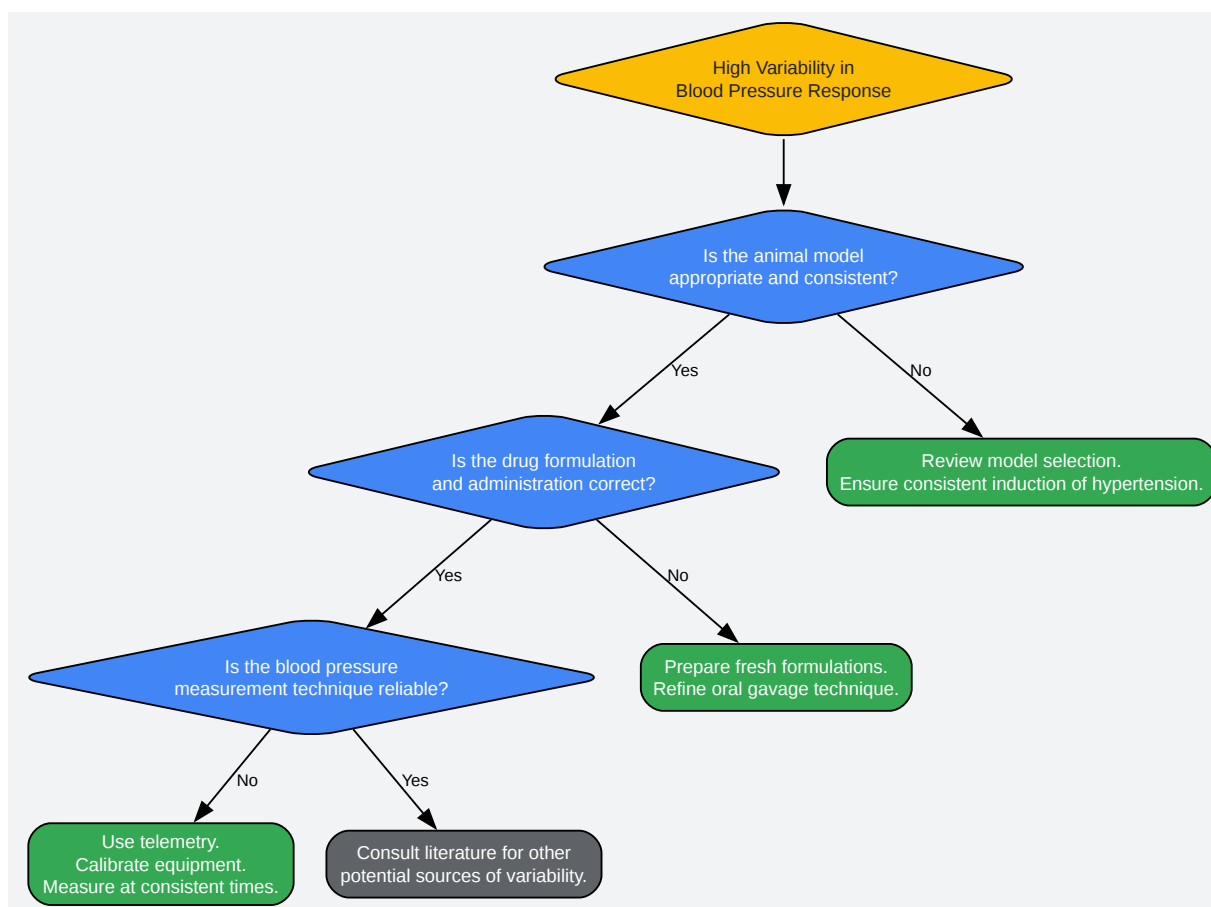 High Variability in
Blood Pressure Response
Is the animal model
appropriate and consistent?
Yes
No
Is the drug formulation
and administration correct?
Review model selection.
Ensure consistent induction of hypertension.
Yes
No
Is the blood pressure
measurement technique reliable?
Prepare fresh formulations.
Refine oral gavage technique.
No
Yes
Use telemetry.
Calibrate equipment.
Measure at consistent times.
Consult literature for other
potential sources of variability.